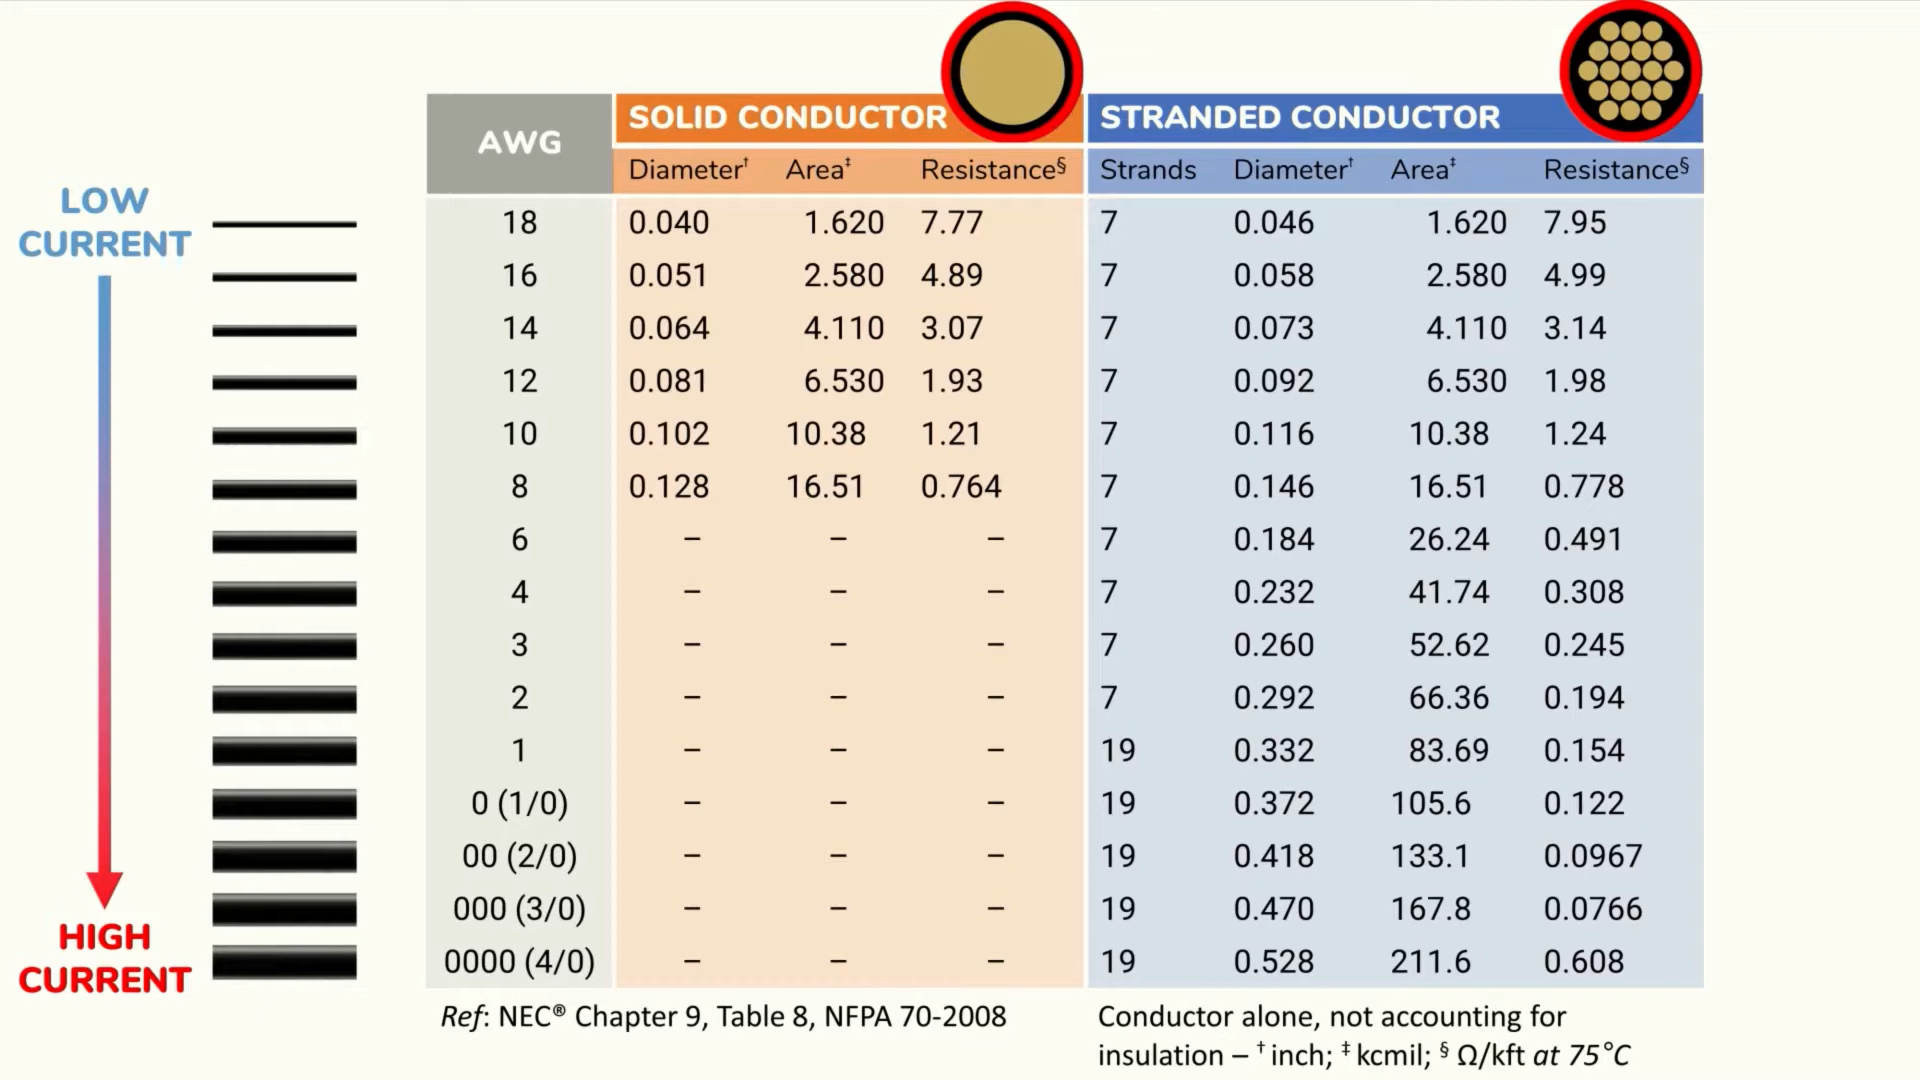 SOLID CONDUCTOR STRANDED CONDUCTOR
AWG
Diameter† Area‡ Resistance§ Strands Diameter† Area‡ Resistance§
LOW
CURRENT
18 0.040 1.620 7.77 7 0.046 1.620 7.95
16 0.051 2.580 4.89 7 0.058 2.580 4.99
14 0.064 4.110 3.07 7 0.073 4.110 3.14
12 0.081 6.530 1.93 7 0.092 6.530 1.98
10 0.102 10.38 1.21 7 0.116 10.38 1.24
8 0.128 16.51 0.764 7 0.146 16.51 0.778
6 – – – 7 0.184 26.24 0.491
4 – – – 7 0.232 41.74 0.308
3 – – – 7 0.260 52.62 0.245
2 – – – 7 0.292 66.36 0.194
1 – – – 19 0.332 83.69 0.154
0 (1/0) – – – 19 0.372 105.6 0.122
00 (2/0) – – – 19 0.418 133.1 0.0967
000 (3/0) – – – 19 0.470 167.8 0.0766
0000 (4/0) – – – 19 0.528 211.6 0.608
HIGH
CURRENT
Ref: NEC® Chapter 9, Table 8, NFPA 70-2008
Conductor alone, not accounting for
insulation – † inch; ‡ kcmil; § Ω/kft at 75°C